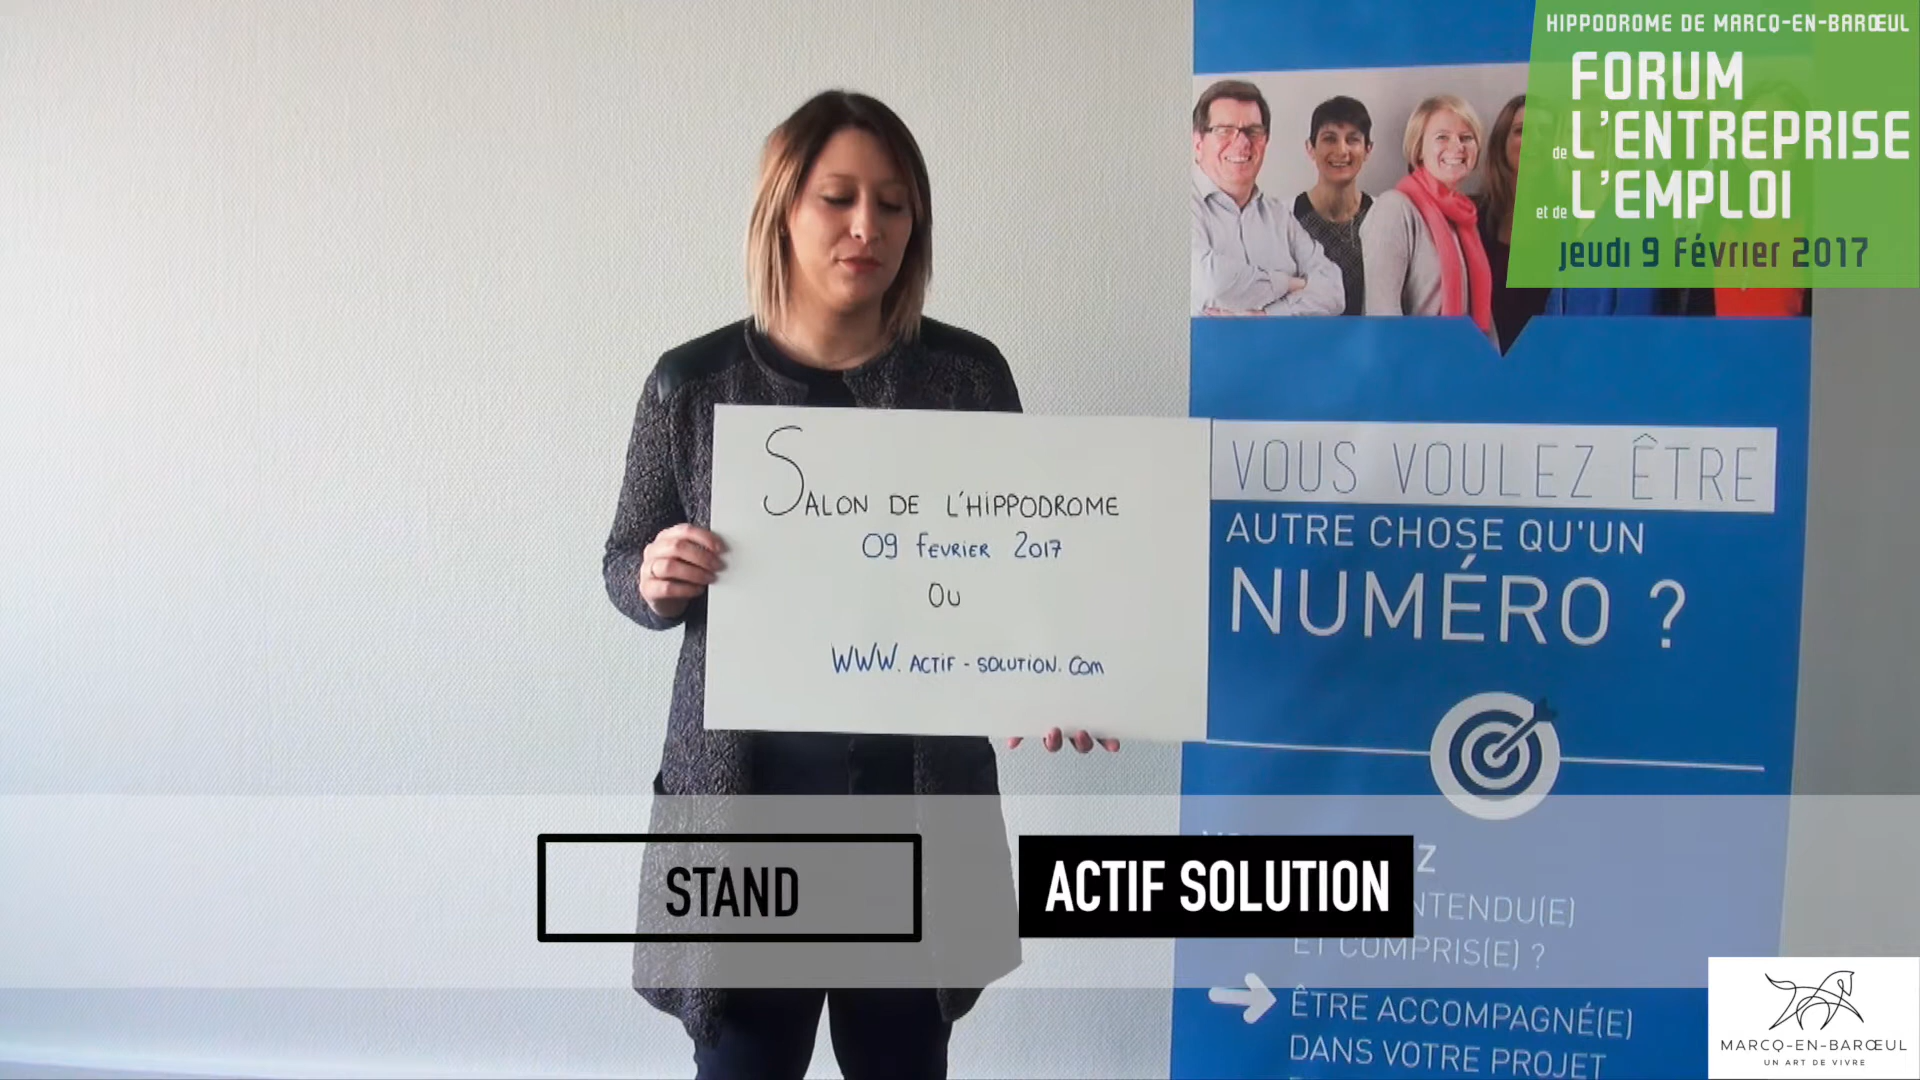 HIPPODROME DE MARCQ-EN-BARŒUL
FORUM
de L'ENTREPRISE
et de L'EMPLOI
jeudi 9 Février 2017
SALON DE L'HIPPODROME
09 FEVRIER 2017
OU
WWW.ACTIF-SOLUTION.COM
VOUS VOULEZ ÊTRE
AUTRE CHOSE QU'UN
NUMÉRO ?
STAND
ACTIF SOLUTION
ET COMPRIS(E) ?
ÊTRE ACCOMPAGNÉ(E)
DANS VOTRE PROJET
MARCQ-EN-BARŒUL
UN ART DE VIVRE